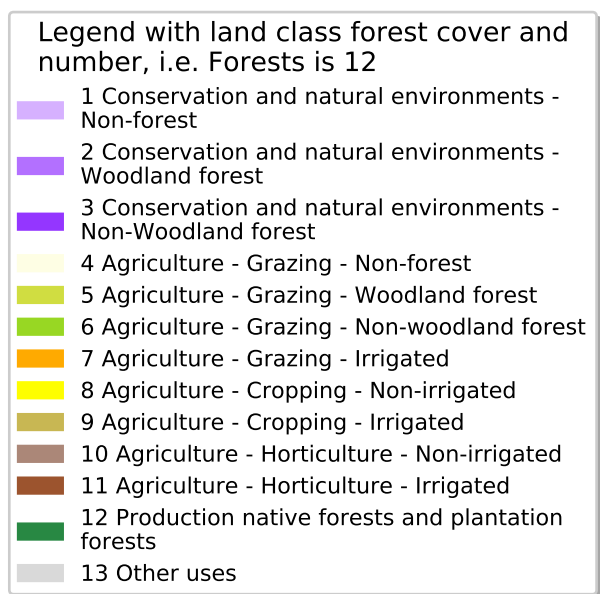 Legend with land class forest cover and
number, i.e. Forests is 12
1 Conservation and natural environments -
Non-forest
2 Conservation and natural environments -
Woodland forest
3 Conservation and natural environments -
Non-Woodland forest
4 Agriculture - Grazing - Non-forest
5 Agriculture - Grazing - Woodland forest
6 Agriculture - Grazing - Non-woodland forest
7 Agriculture - Grazing - Irrigated
8 Agriculture - Cropping - Non-irrigated
9 Agriculture - Cropping - Irrigated
10 Agriculture - Horticulture - Non-irrigated
11 Agriculture - Horticulture - Irrigated
12 Production native forests and plantation
forests
13 Other uses